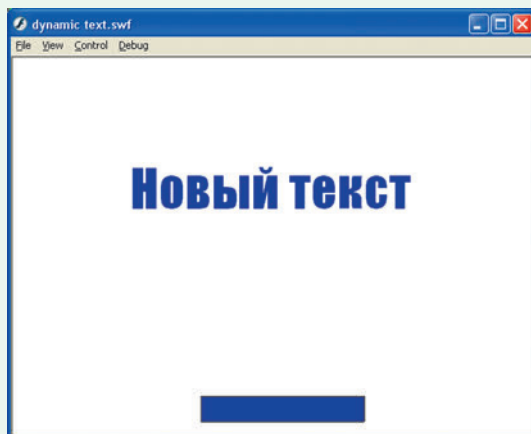 dynamic text.swf
File View Control Debug
Новый текст